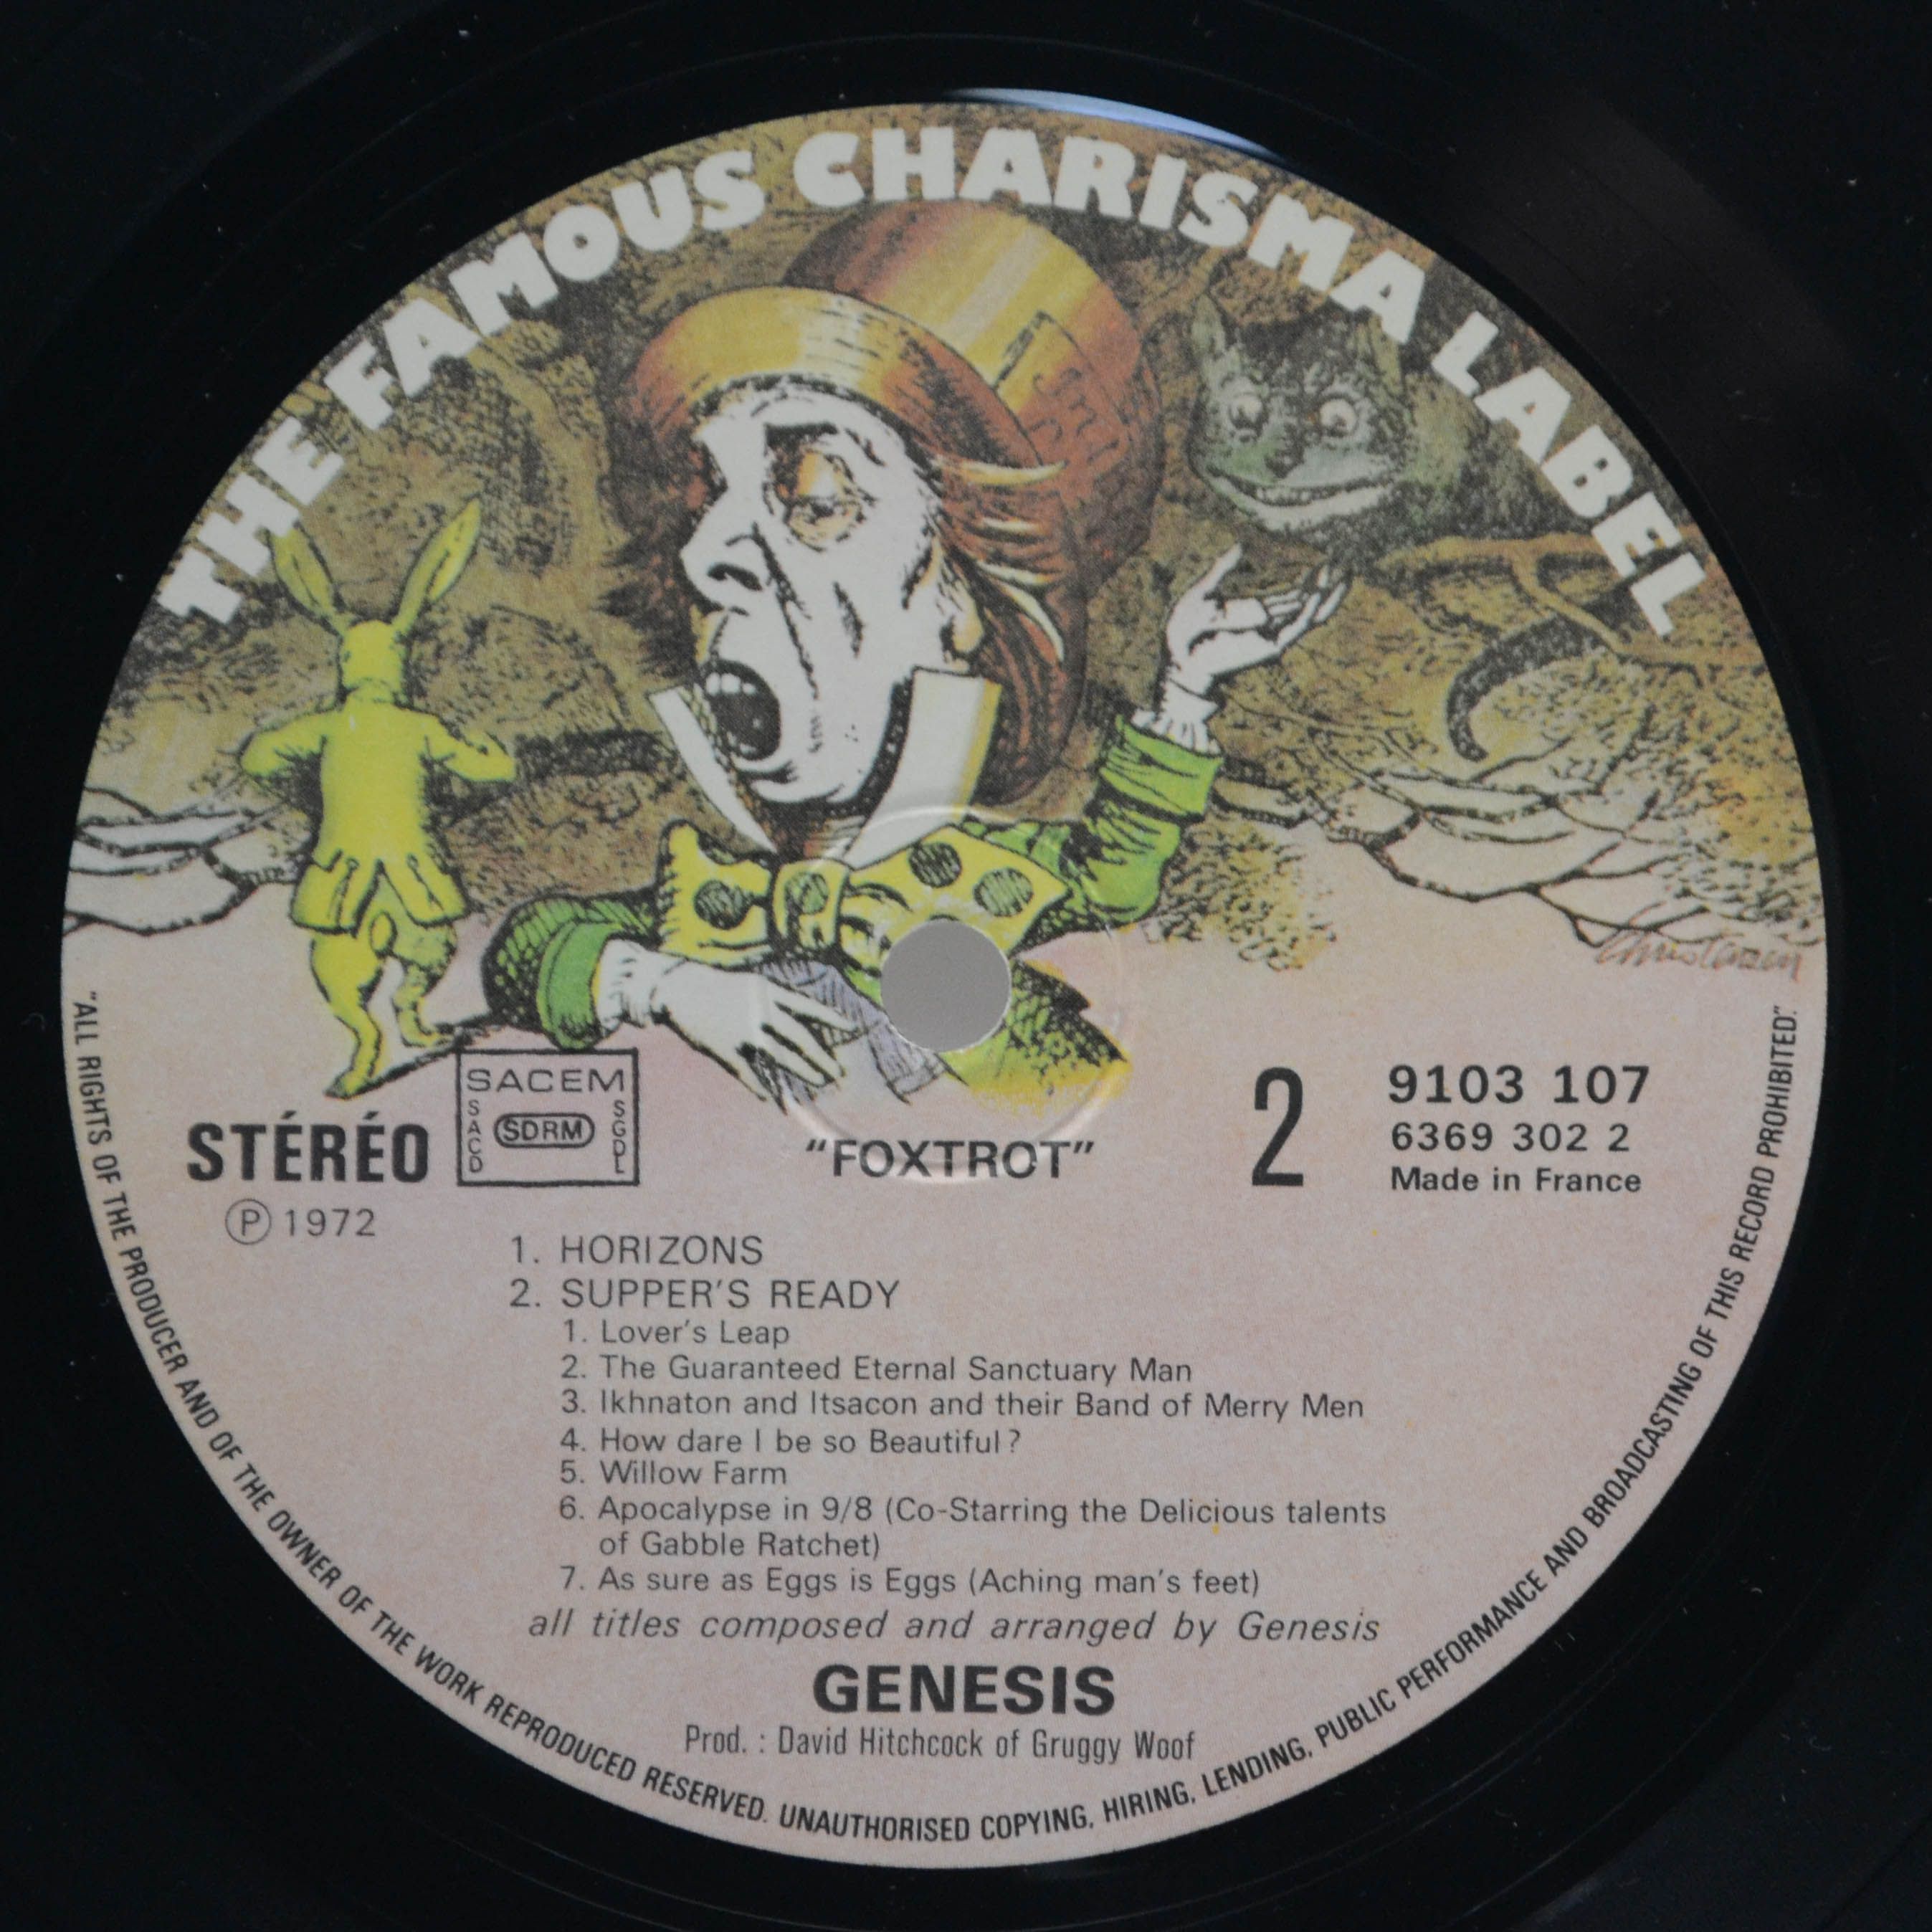 THE FAMOUS CHARISMA LABEL
STÉRÉO
Ⓟ 1972
SACEM
SACD
SDRM
SGDL
"FOXTROT"
2
9103 107
6369 302 2
Made in France
1. HORIZONS
2. SUPPER'S READY
1. Lover's Leap
2. The Guaranteed Eternal Sanctuary Man
3. Ikhnaton and Itsacon and their Band of Merry Men
4. How dare I be so Beautiful ?
5. Willow Farm
6. Apocalypse in 9/8 (Co-Starring the Delicious talents
of Gabble Ratchet)
7. As sure as Eggs is Eggs (Aching man's feet)
all titles composed and arranged by Genesis
GENESIS
Prod. : David Hitchcock of Gruggy Woof
"ALL RIGHTS OF THE PRODUCER AND OF THE OWNER OF THE WORK REPRODUCED RESERVED. UNAUTHORISED COPYING, HIRING, LENDING, PUBLIC PERFORMANCE AND BROADCASTING OF THIS RECORD PROHIBITED."